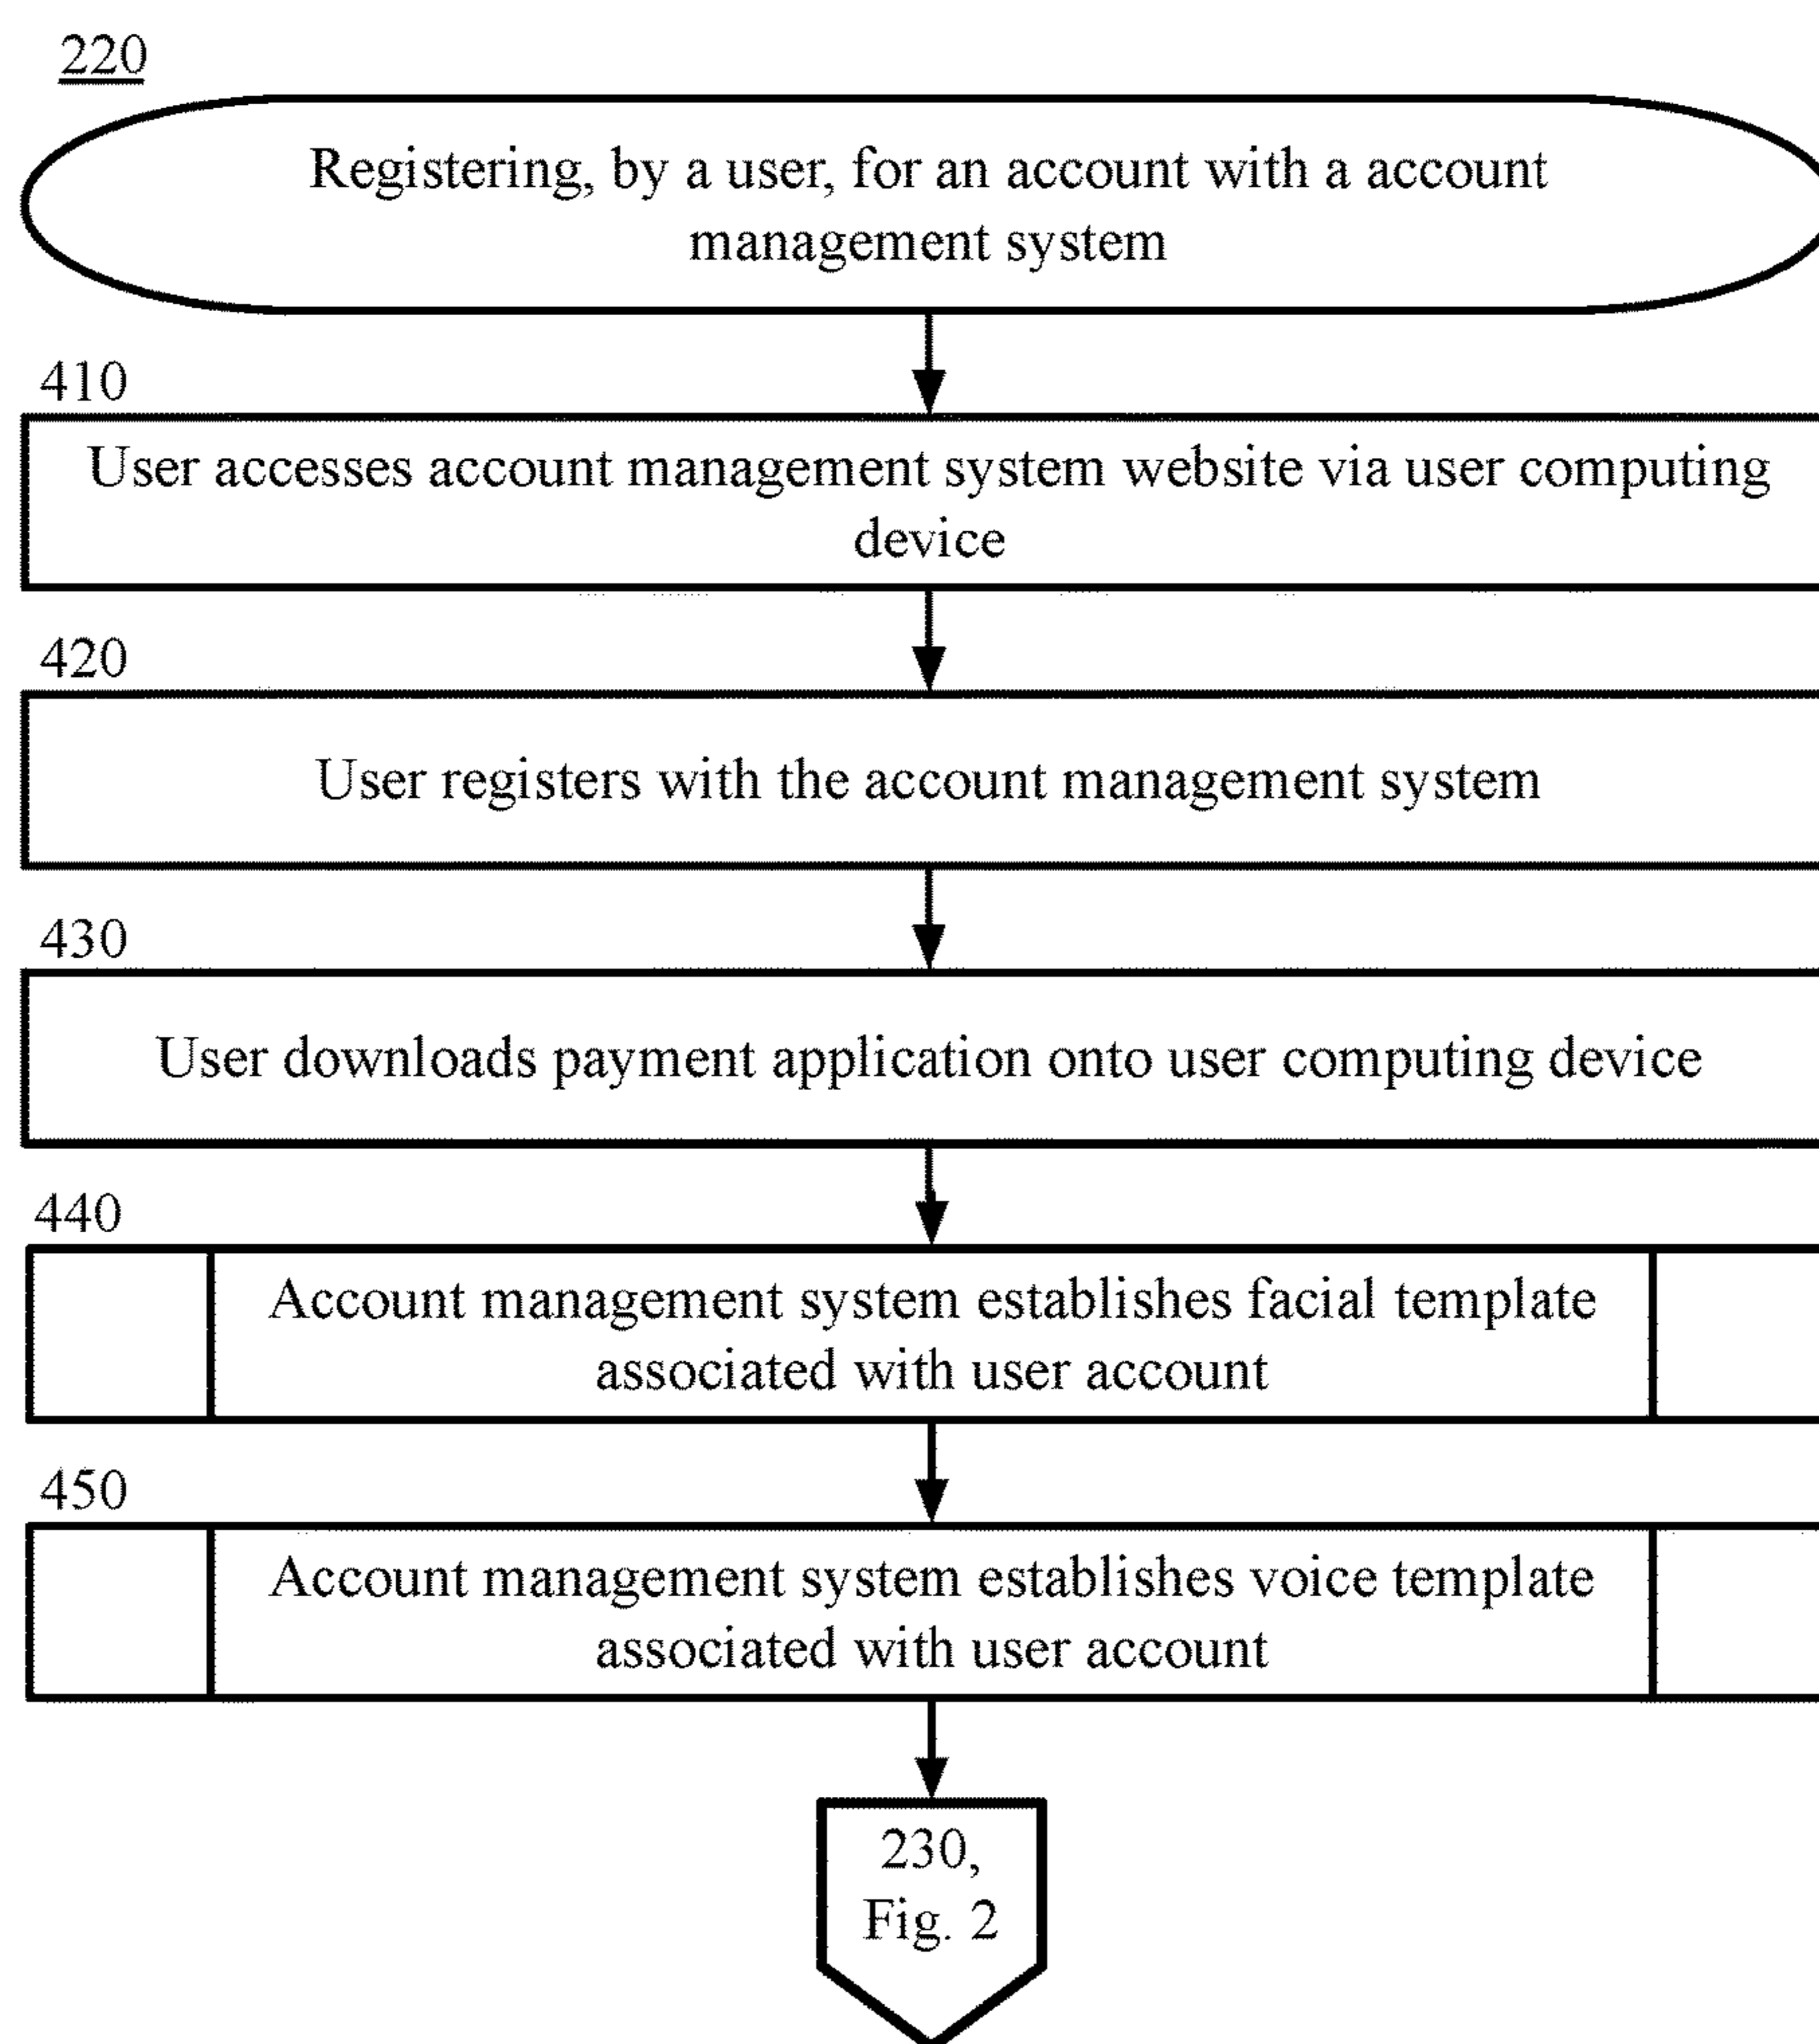 220
Registering, by a user, for an account with a account
management system
410
User accesses account management system website via user computing
device
420
User registers with the account management system
430
User downloads payment application onto user computing device
440
Account management system establishes facial template
associated with user account
450
Account management system establishes voice template
associated with user account
230,
Fig. 2